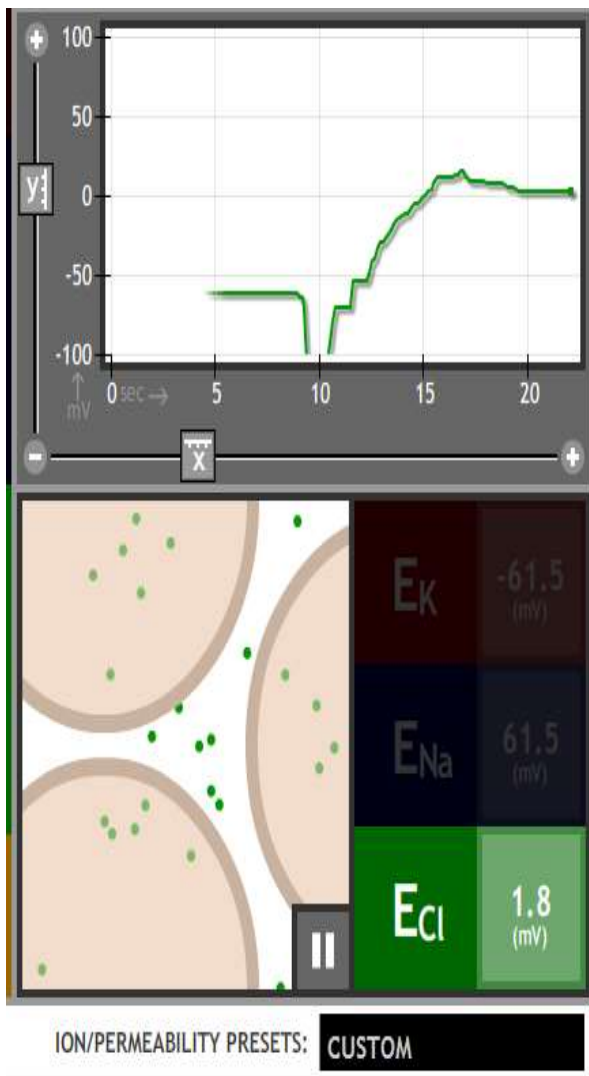 100
50
0
-50
-100
y
mV
0 sec → 5 10 15 20
x
EK -61.5 (mV)
ENa 61.5 (mV)
ECl 1.8 (mV)
ION/PERMEABILITY PRESETS: CUSTOM